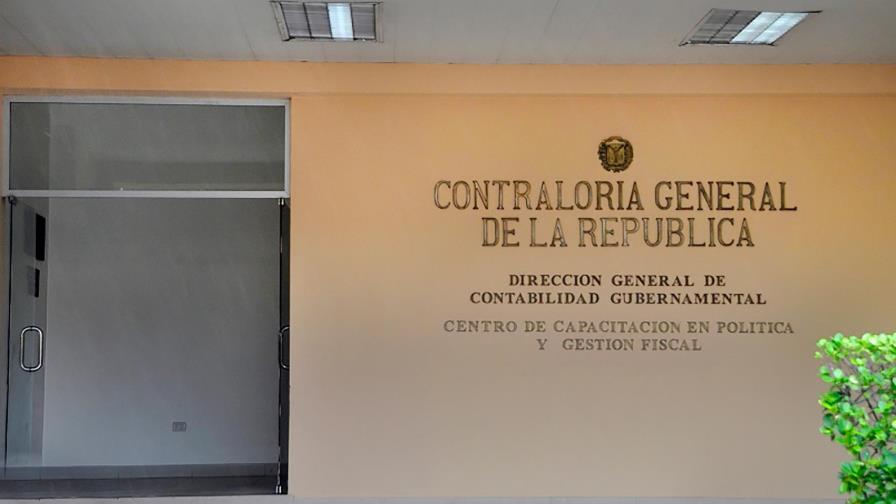 CONTRALORIA GENERAL
DE LA REPUBLICA
DIRECCION GENERAL DE
CONTABILIDAD GUBERNAMENTAL
CENTRO DE CAPACITACION EN POLITICA
Y GESTION FISCAL